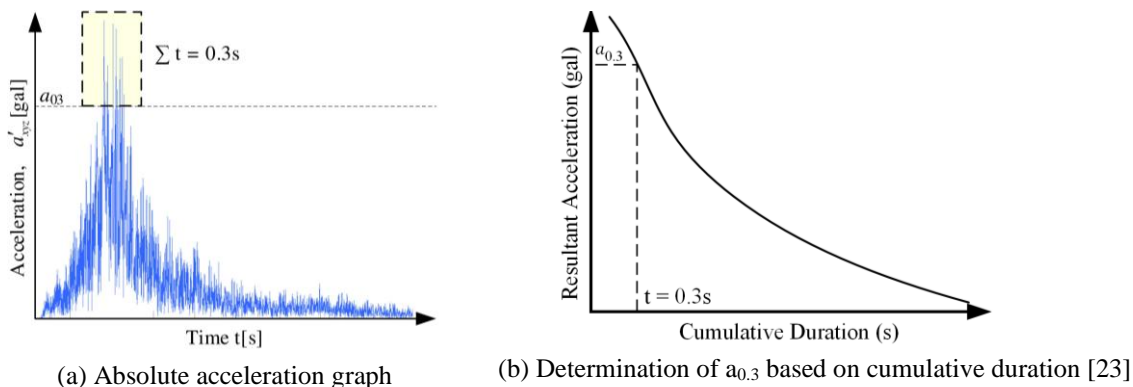 ∑ t = 0.3s
a₀₃
Acceleration, a'ₓᵧ𝓏 [gal]
Time t[s]
(a) Absolute acceleration graph
a₀.₃
Resultant Acceleration (gal)
t = 0.3s
Cumulative Duration (s)
(b) Determination of a₀.₃ based on cumulative duration [23]